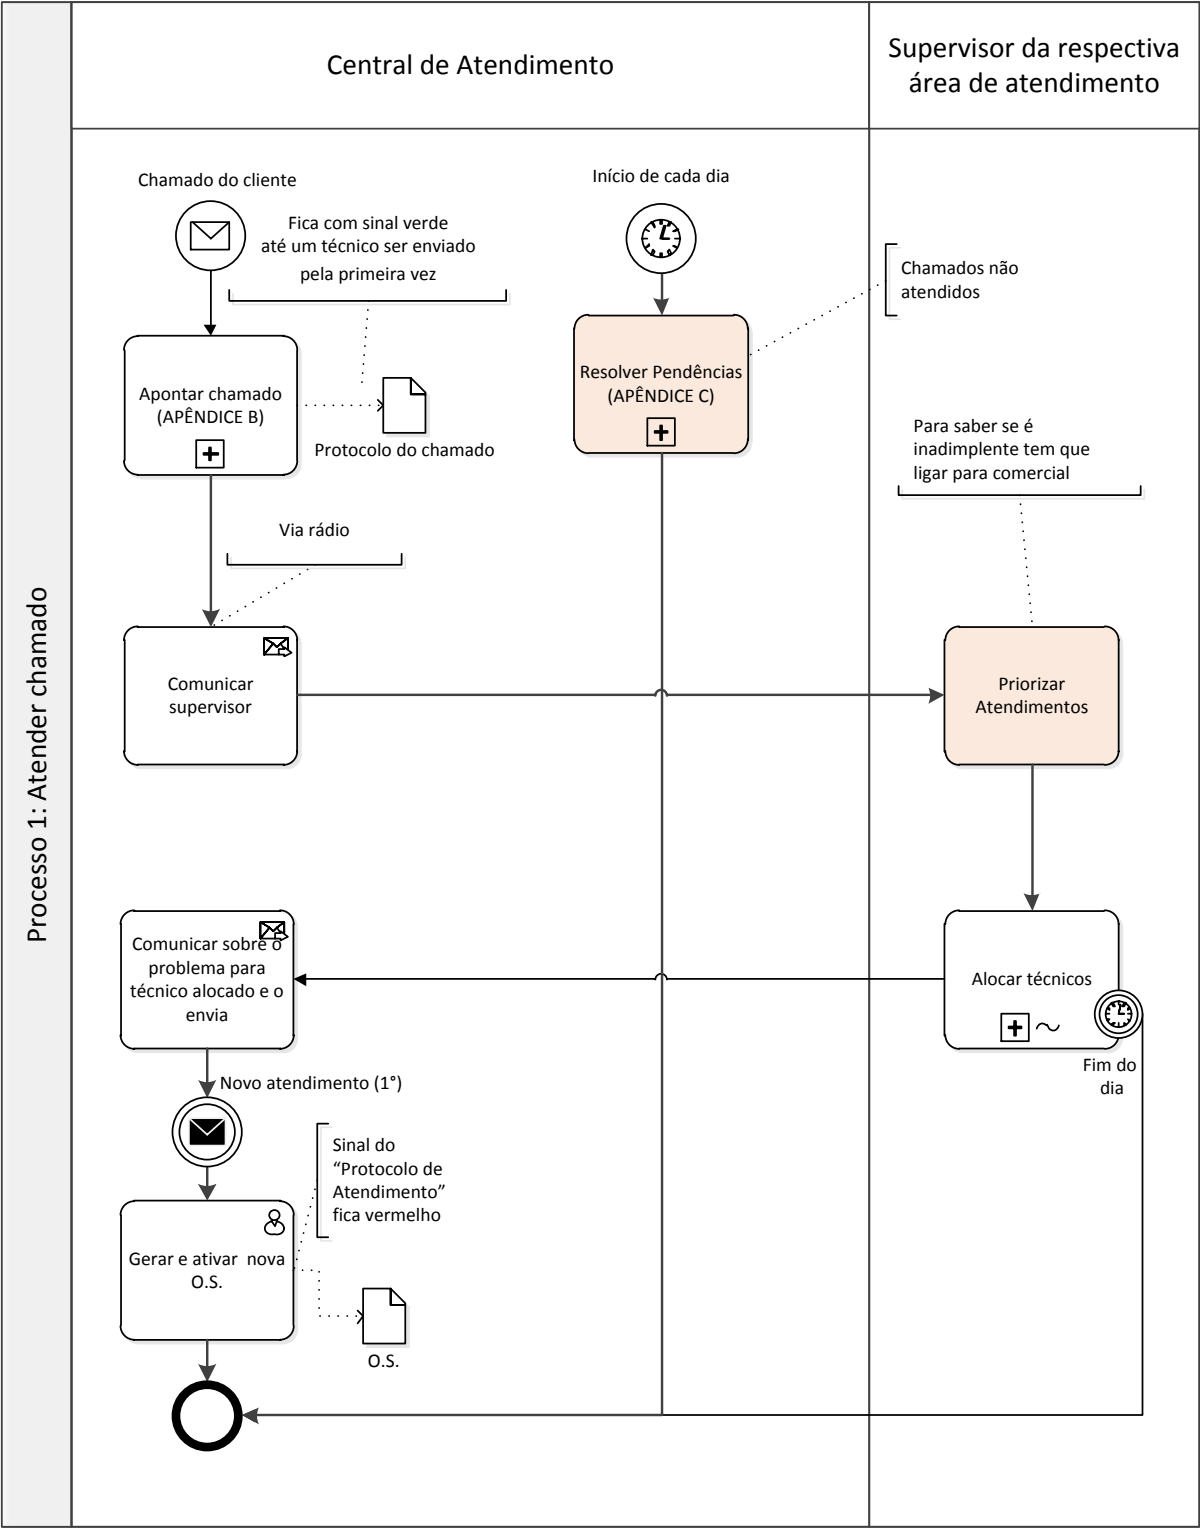 Processo 1: Atender chamado
Central de Atendimento
Supervisor da respectiva
área de atendimento
Chamado do cliente
Início de cada dia
Fica com sinal verde
até um técnico ser enviado
pela primeira vez
Chamados não
atendidos
Apontar chamado
(APÊNDICE B)
Protocolo do chamado
Resolver Pendências
(APÊNDICE C)
Para saber se é
inadimplente tem que
ligar para comercial
Via rádio
Comunicar
supervisor
Priorizar
Atendimentos
Comunicar sobre o
problema para
técnico alocado e o
envia
Alocar técnicos
Fim do
dia
Novo atendimento (1°)
Sinal do
“Protocolo de
Atendimento”
fica vermelho
Gerar e ativar  nova
O.S.
O.S.